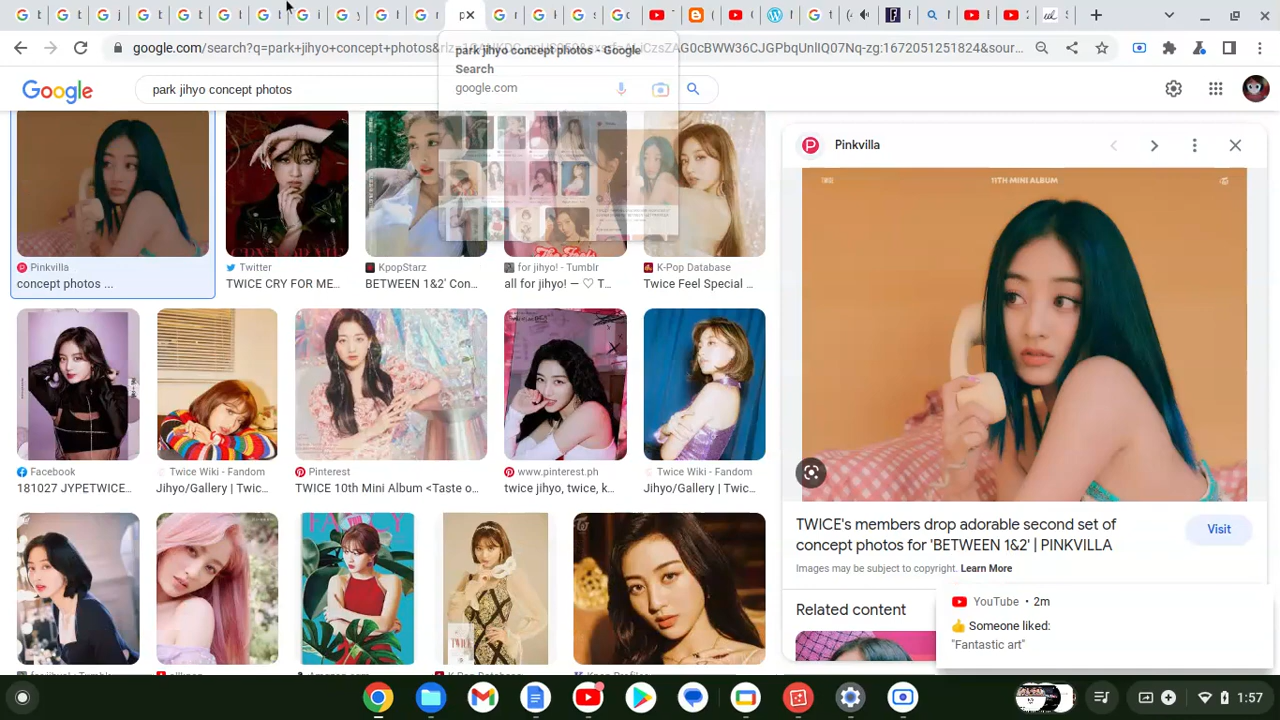 google.com/search?q=park+jihyo+concept+photos&
park jihyo concept photos - Google
Search
google.com
Google
park jihyo concept photos
Pinkvilla
11TH MINI ALBUM
Pinkvilla
concept photos ...
Twitter
TWICE CRY FOR ME...
KpopStarz
BETWEEN 1&2' Con...
for jihyo! - Tumblr
all for jihyo! — ♡ T...
K-Pop Database
Twice Feel Special ...
Facebook
181027 JYPETWICE...
Twice Wiki - Fandom
Jihyo/Gallery | Twic...
Pinterest
TWICE 10th Mini Album <Taste o...
www.pinterest.ph
twice jihyo, twice, k...
Twice Wiki - Fandom
Jihyo/Gallery | Twic...
TWICE's members drop adorable second set of
concept photos for 'BETWEEN 1&2' | PINKVILLA
Visit
Images may be subject to copyright. Learn More
Related content
YouTube • 2m
👍 Someone liked:
"Fantastic art"
1:57